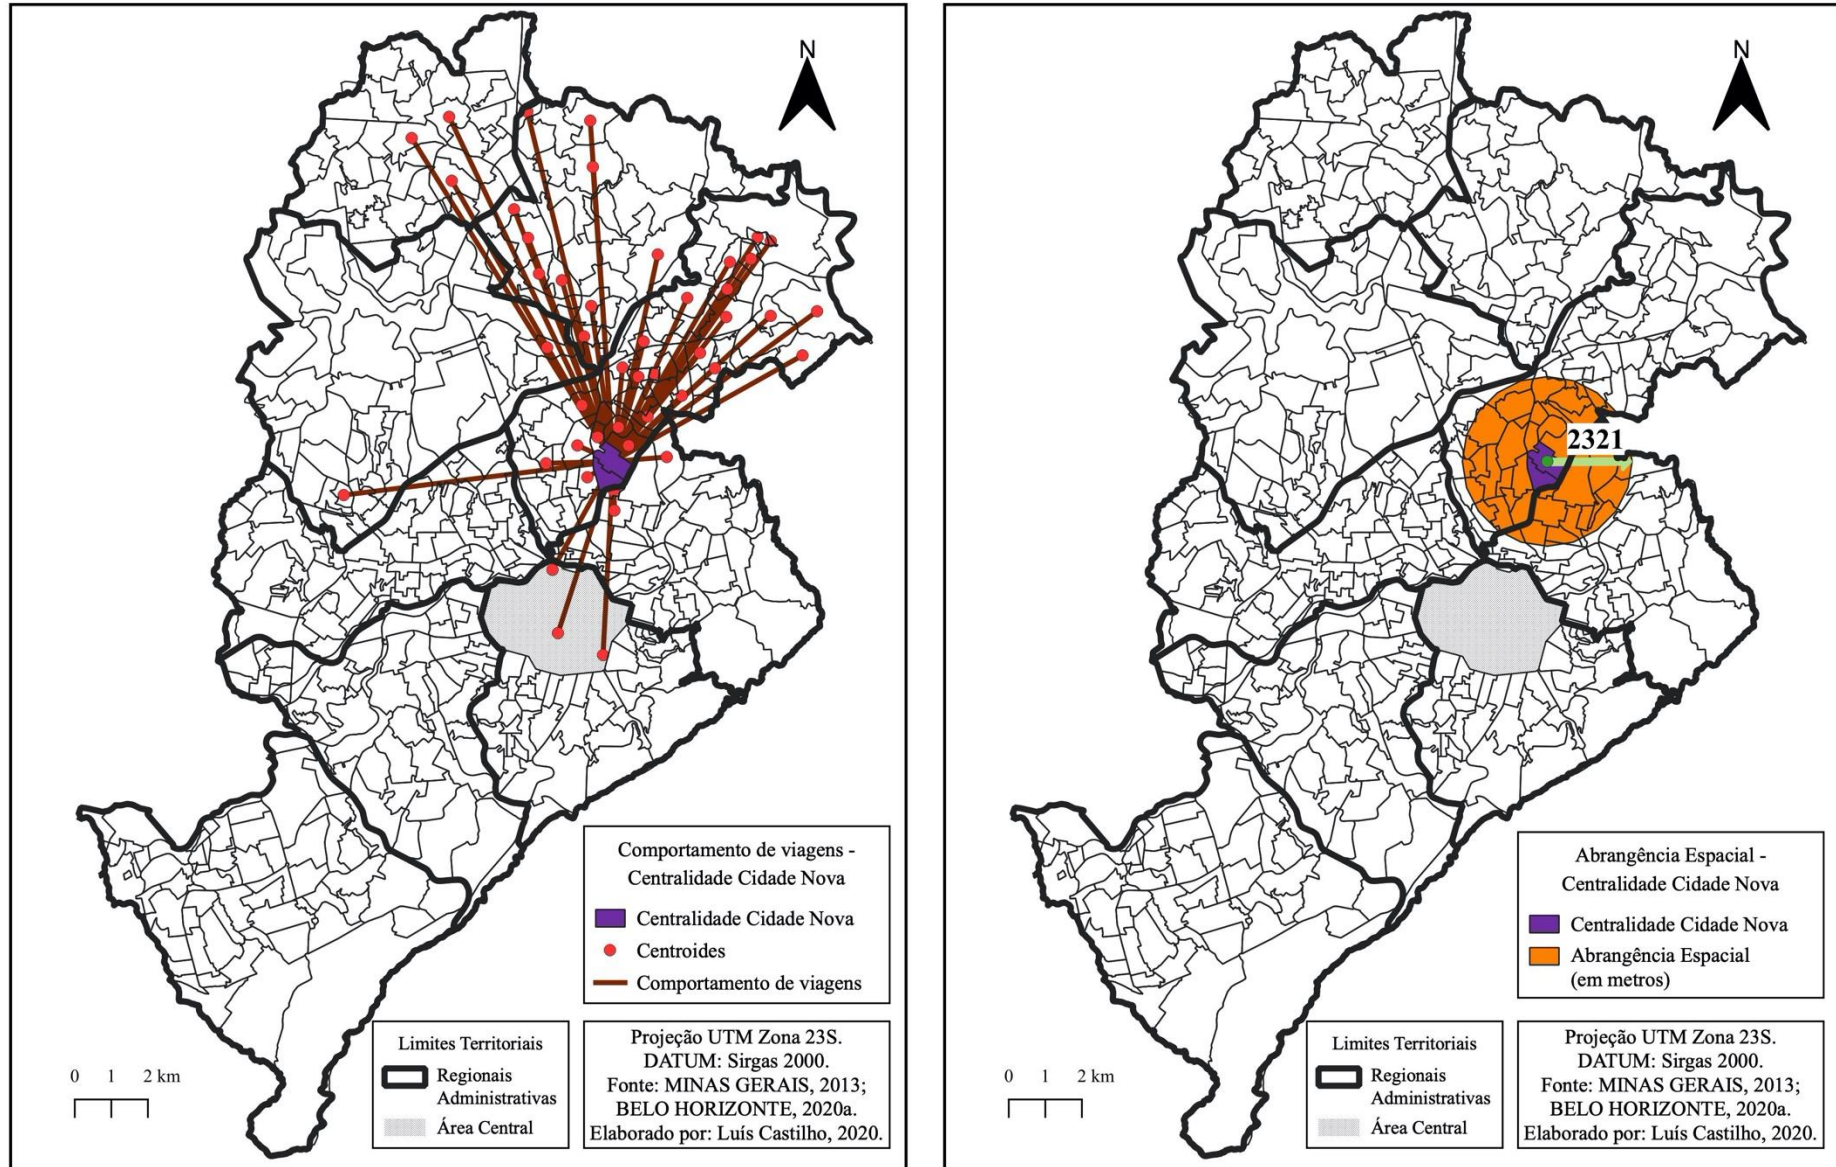 N
Comportamento de viagens -
Centralidade Cidade Nova
Centralidade Cidade Nova
Centroides
Comportamento de viagens
0 1 2 km
Limites Territoriais
Regionais
Administrativas
Área Central
Projeção UTM Zona 23S.
DATUM: Sirgas 2000.
Fonte: MINAS GERAIS, 2013;
BELO HORIZONTE, 2020a.
Elaborado por: Luís Castilho, 2020.
N
2321
Abrangência Espacial -
Centralidade Cidade Nova
Centralidade Cidade Nova
Abrangência Espacial
(em metros)
0 1 2 km
Limites Territoriais
Regionais
Administrativas
Área Central
Projeção UTM Zona 23S.
DATUM: Sirgas 2000.
Fonte: MINAS GERAIS, 2013;
BELO HORIZONTE, 2020a.
Elaborado por: Luís Castilho, 2020.